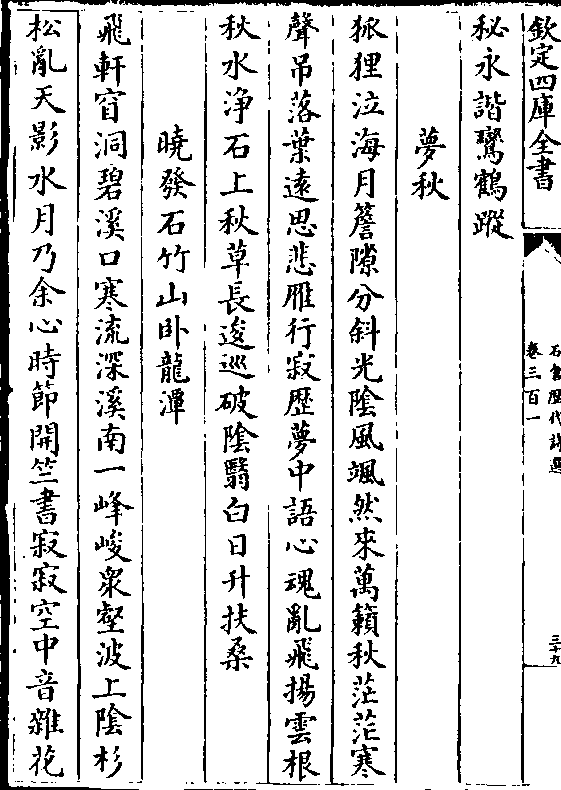 欽定四庫全書
石倉歴代詩選
卷三百一
三十九
秘永諧鸞鶴蹤
夢秋
狐狸泣海月簷隙分斜光陰風颯然來萬籟秋茫茫寒
聲吊落葉遠思悲雁行寂歴夢中語心魂亂飛揚雲根
秋水浄石上秋草長逡巡破陰翳白日升扶桑
曉發石竹山卧龍潭
飛軒窅洞碧溪口寒流深溪南一峰峻衆壑波上陰杉
松亂天影水月乃余心時節開竺書寂寂空中音雜花